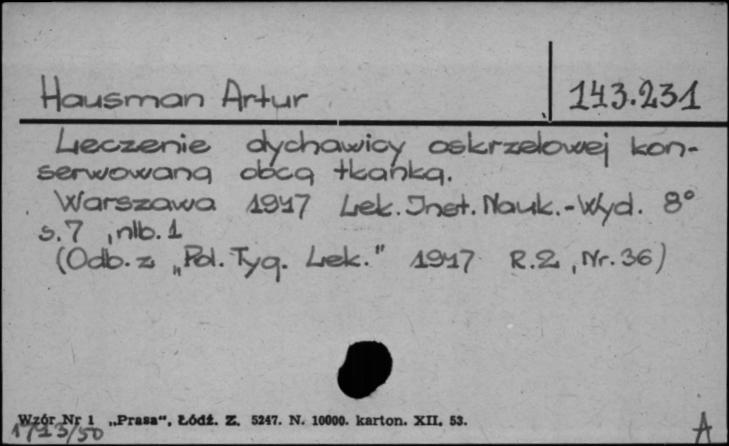 Hausman Artur 143.231
Leczenie dychawicy oskrzelowej kon-
serwowaną obcą tkanką.
Warszawa 1947 Lek. Inst. Nauk.-Wyd. 8°
s. 7, nlb. 1
(Odb. z „Pol. Tyg. Lek." 1947 R. 2, Nr. 36)
Wzór Nr 1 „Prasa“, Łódź. Z. 5247. N. 10000. karton. XII. 53.
A